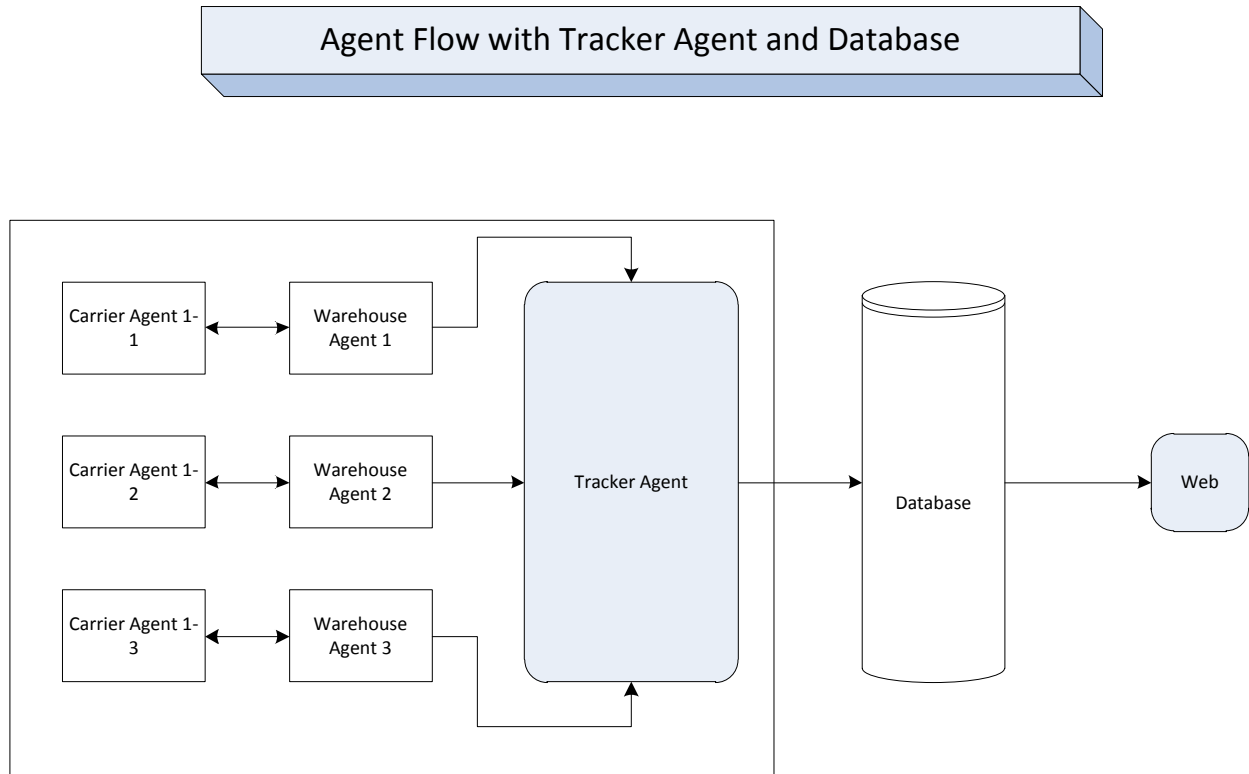 Agent Flow with Tracker Agent and Database
Carrier Agent 1-
1
Warehouse
Agent 1
Carrier Agent 1-
2
Warehouse
Agent 2
Tracker Agent
Database
Web
Carrier Agent 1-
3
Warehouse
Agent 3